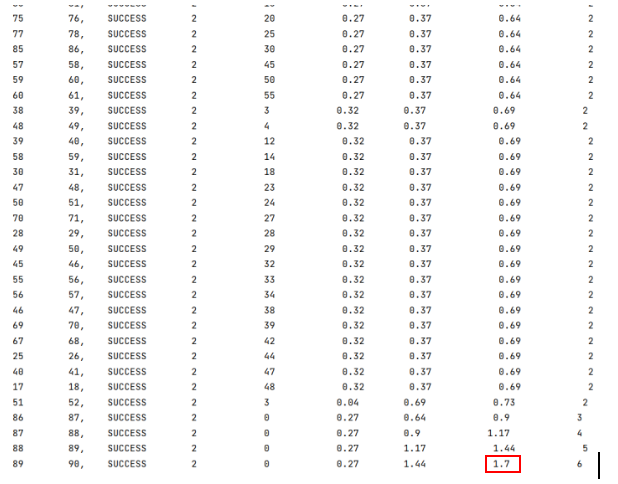 75 76, SUCCESS 2 20 0.27 0.37 0.64 2
77 78, SUCCESS 2 25 0.27 0.37 0.64 2
85 86, SUCCESS 2 30 0.27 0.37 0.64 2
57 58, SUCCESS 2 45 0.27 0.37 0.64 2
59 60, SUCCESS 2 50 0.27 0.37 0.64 2
60 61, SUCCESS 2 55 0.27 0.37 0.64 2
38 39, SUCCESS 2 3 0.32 0.37 0.69 2
48 49, SUCCESS 2 4 0.32 0.37 0.69 2
39 40, SUCCESS 2 12 0.32 0.37 0.69 2
58 59, SUCCESS 2 14 0.32 0.37 0.69 2
30 31, SUCCESS 2 18 0.32 0.37 0.69 2
47 48, SUCCESS 2 23 0.32 0.37 0.69 2
50 51, SUCCESS 2 24 0.32 0.37 0.69 2
70 71, SUCCESS 2 27 0.32 0.37 0.69 2
28 29, SUCCESS 2 28 0.32 0.37 0.69 2
49 50, SUCCESS 2 29 0.32 0.37 0.69 2
45 46, SUCCESS 2 32 0.32 0.37 0.69 2
55 56, SUCCESS 2 33 0.32 0.37 0.69 2
56 57, SUCCESS 2 34 0.32 0.37 0.69 2
46 47, SUCCESS 2 38 0.32 0.37 0.69 2
69 70, SUCCESS 2 39 0.32 0.37 0.69 2
67 68, SUCCESS 2 42 0.32 0.37 0.69 2
25 26, SUCCESS 2 44 0.32 0.37 0.69 2
40 41, SUCCESS 2 47 0.32 0.37 0.69 2
17 18, SUCCESS 2 48 0.32 0.37 0.69 2
51 52, SUCCESS 2 3 0.04 0.69 0.73 2
86 87, SUCCESS 2 0 0.27 0.64 0.9 3
87 88, SUCCESS 2 0 0.27 0.9 1.17 4
88 89, SUCCESS 2 0 0.27 1.17 1.44 5
89 90, SUCCESS 2 0 0.27 1.44 1.7 6